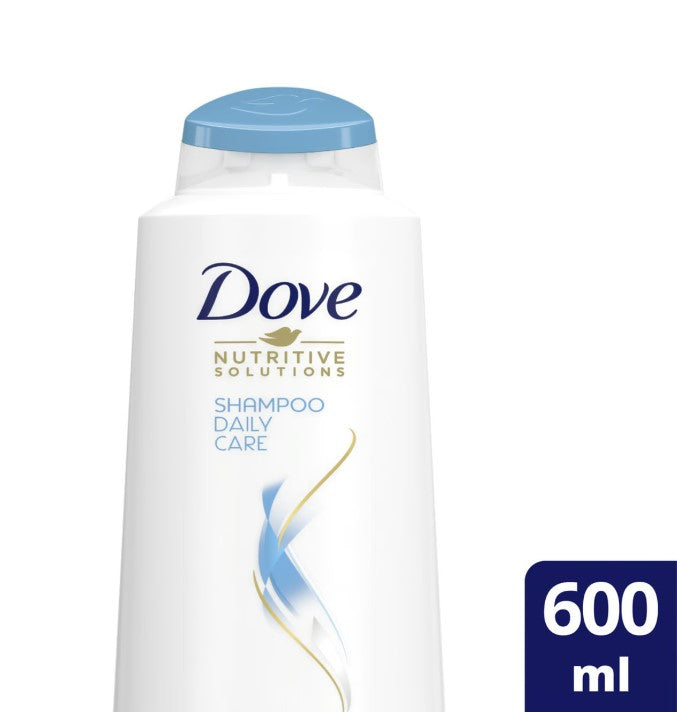 Dove
NUTRITIVE
SOLUTIONS
SHAMPOO
DAILY
CARE
600
ml